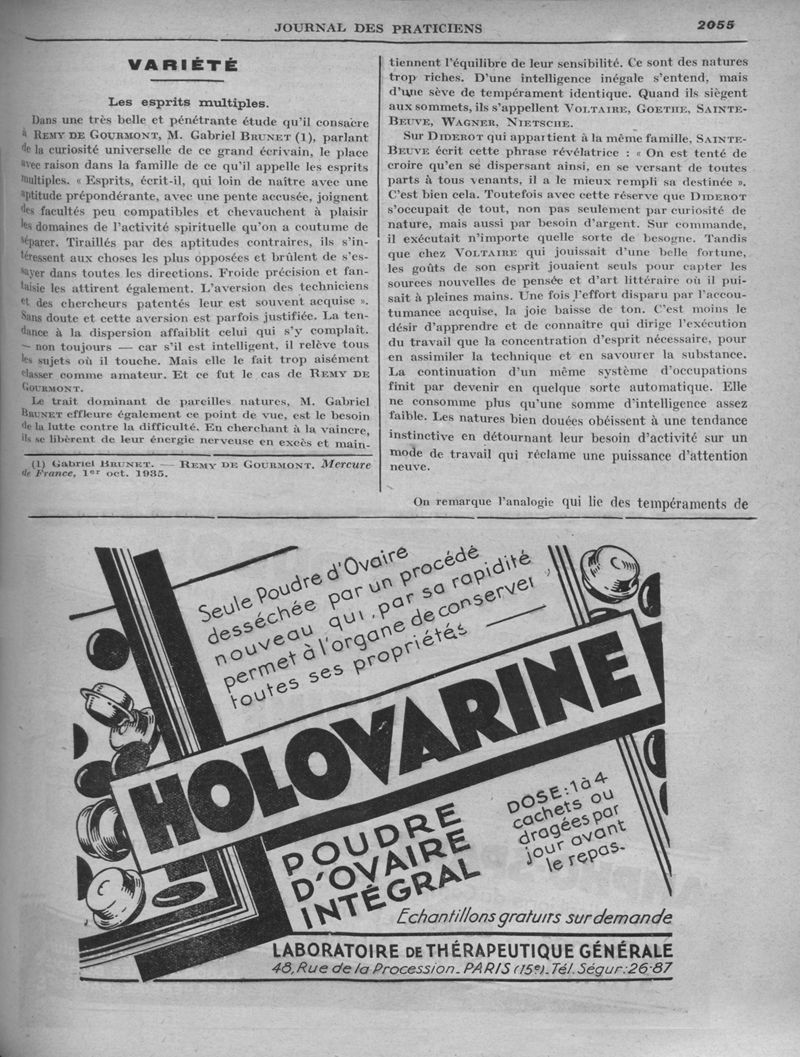 JOURNAL DES PRATICIENS
2055
VARIÉTÉ
Les esprits multiples.
Dans une très belle et pénétrante étude qu'il consacre
à REMY DE GOURMONT, M. Gabriel BRUNET (1), parlant
de la curiosité universelle de ce grand écrivain, le place
avec raison dans la famille de ce qu'il appelle les esprits
multiples. « Esprits, écrit-il, qui loin de naître avec une
aptitude prépondérante, avec une pente accusée, joignent
des facultés peu compatibles et chevauchent à plaisir
les domaines de l'activité spirituelle qu'on a coutume de
séparer. Tiraillés par des aptitudes contraires, ils s'in-
téressent aux choses les plus opposées et brûlent de s'es-
sayer dans toutes les directions. Froide précision et fan-
taisie les attirent également. L'aversion des techniciens
et des chercheurs patentés leur est souvent acquise ».
Sans doute et cette aversion est parfois justifiée. La ten-
dance à la dispersion affaiblit celui qui s'y complaît.
— non toujours — car s'il est intelligent, il relève tous
les sujets où il touche. Mais elle le fait trop aisément
classer comme amateur. Et ce fut le cas de REMY DE
GOURMONT.
Le trait dominant de pareilles natures, M. Gabriel
BRUNET effleure également ce point de vue, est le besoin
de la lutte contre la difficulté. En cherchant à la vaincre,
ils se libèrent de leur énergie nerveuse en excès et main-
(1) Gabriel BRUNET. — REMY DE GOURMONT. Mercure
de France, 1er oct. 1935.
tiennent l'équilibre de leur sensibilité. Ce sont des natures
trop riches. D'une intelligence inégale s'entend, mais
d'une sève de tempérament identique. Quand ils siègent
aux sommets, ils s'appellent VOLTAIRE, GOETHE, SAINTE-
BEUVE, WAGNER, NIETSCHE.
Sur DIDEROT qui appartient à la même famille, SAINTE-
BEUVE écrit cette phrase révélatrice : « On est tenté de
croire qu'en se dispersant ainsi, en se versant de toutes
parts à tous venants, il a le mieux rempli sa destinée ».
C'est bien cela. Toutefois avec cette réserve que DIDEROT
s'occupait de tout, non pas seulement par curiosité de
nature, mais aussi par besoin d'argent. Sur commande,
il exécutait n'importe quelle sorte de besogne. Tandis
que chez VOLTAIRE qui jouissait d'une belle fortune,
les goûts de son esprit jouaient seuls pour capter les
sources nouvelles de pensée et d'art littéraire où il pui-
sait à pleines mains. Une fois l'effort disparu par l'accou-
tumance acquise, la joie baisse de ton. C'est moins le
désir d'apprendre et de connaître qui dirige l'exécution
du travail que la concentration d'esprit nécessaire, pour
en assimiler la technique et en savourer la substance.
La continuation d'un même système d'occupations
finit par devenir en quelque sorte automatique. Elle
ne consomme plus qu'une somme d'intelligence assez
faible. Les natures bien douées obéissent à une tendance
instinctive en détournant leur besoin d'activité sur un
mode de travail qui réclame une puissance d'attention
neuve.
On remarque l'analogie qui lie des tempéraments de
Seule Poudre d'Ovaire
desséchée par un procédé
nouveau qui, par sa rapidité,
permet à l'organe de conserver
toutes ses propriétés
HOLOVARINE
POUDRE
D'OVAIRE
INTÉGRAL
DOSE: 1 à 4
cachets ou
dragées par
jour avant
le repas.
Echantillons gratuits sur demande
LABORATOIRE DE THÉRAPEUTIQUE GÉNÉRALE
48, Rue de la Procession. PARIS (15e). Tél. Ségur: 26-87